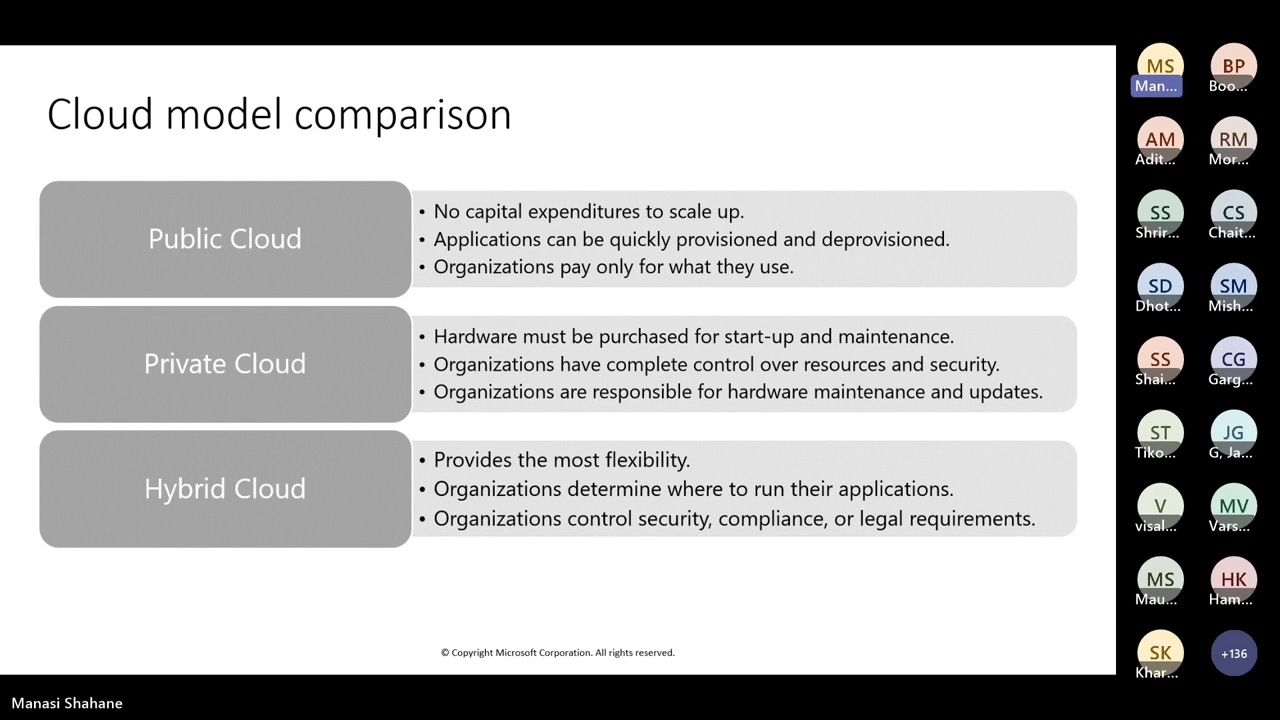 Cloud model comparison
Public Cloud
• No capital expenditures to scale up.
• Applications can be quickly provisioned and deprovisioned.
• Organizations pay only for what they use.
Private Cloud
• Hardware must be purchased for start-up and maintenance.
• Organizations have complete control over resources and security.
• Organizations are responsible for hardware maintenance and updates.
Hybrid Cloud
• Provides the most flexibility.
• Organizations determine where to run their applications.
• Organizations control security, compliance, or legal requirements.
© Copyright Microsoft Corporation. All rights reserved.
MS
Man...
BP
Boo...
AM
Adit...
RM
Mor...
SS
Shrir...
CS
Chait...
SD
Dhot...
SM
Mish...
SS
Shai...
CG
Garg...
ST
Tiko...
JG
G, Ja...
V
visal...
MV
Vars...
MS
Mau...
HK
Ham...
SK
Khar...
+136
Manasi Shahane